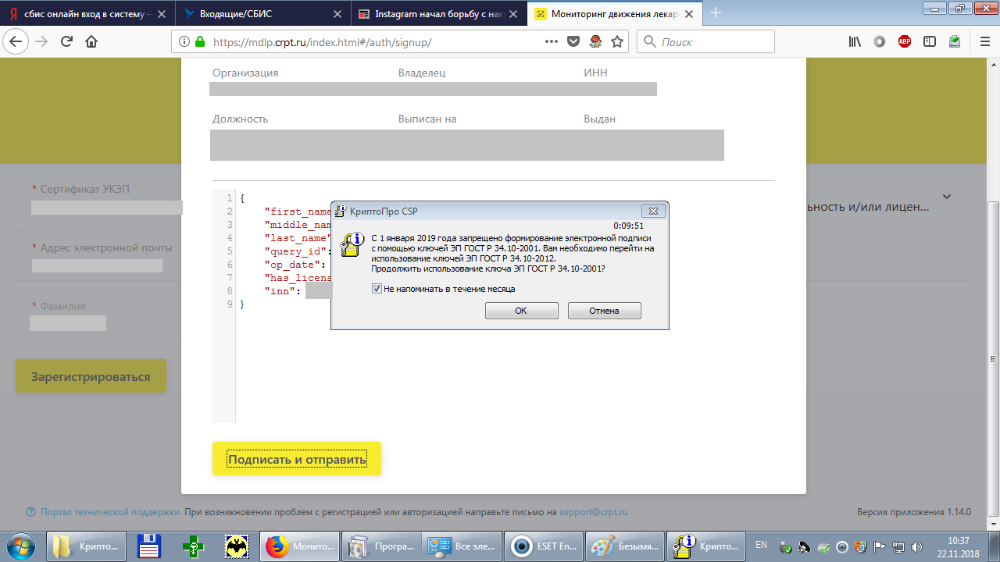 сбис онлайн вход в систему —
Входящие/СБИС
Instagram начал борьбу с нак
Мониторинг движения лекарс
https://mdlp.crpt.ru/index.html#/auth/signup/
Поиск
ABP
Организация Владелец ИНН
Должность Выписан на Выдан
* Сертификат УКЭП
ьность и/или лицен...
* Адрес электронной почты
* Фамилия
Зарегистрироваться
1 {
2 "first_name
3 "middle_nam
4 "last_name"
5 "query_id":
6 "op_date":
7 "has_licens
8 "inn":
9 }
КриптоПро CSP
0:09:51
С 1 января 2019 года запрещено формирование электронной подписи
с помощью ключей ЭП ГОСТ Р 34.10-2001. Вам необходимо перейти на
использование ключей ЭП ГОСТ Р 34.10-2012.
Продолжить использование ключа ЭП ГОСТ Р 34.10-2001?
Не напоминать в течение месяца
ОК Отмена
Подписать и отправить
Портал технической поддержки. При возникновении проблем с регистрацией или авторизацией направьте письмо на support@crpt.ru
Версия приложения 1.14.0
Крипто...
Монито...
Програ...
Все эле...
ESET En...
Безымя...
Крипто...
EN
10:37
22.11.2018